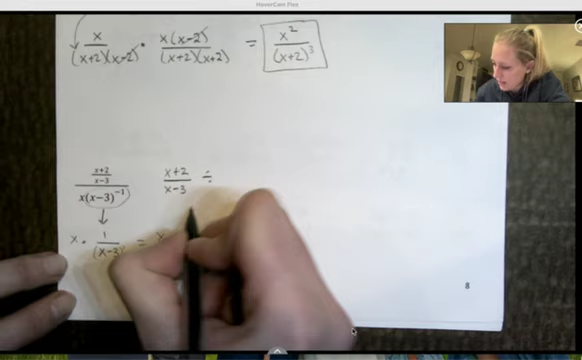 HoverCam Flex
x/((x+2)(x-2)) · x(x-2)/((x+2)(x+2)) = x²/(x+2)³
((x+2)/(x-3))/(x(x-3)⁻¹) (x+2)/(x-3) ÷
x · 1/(x-3) = x
8